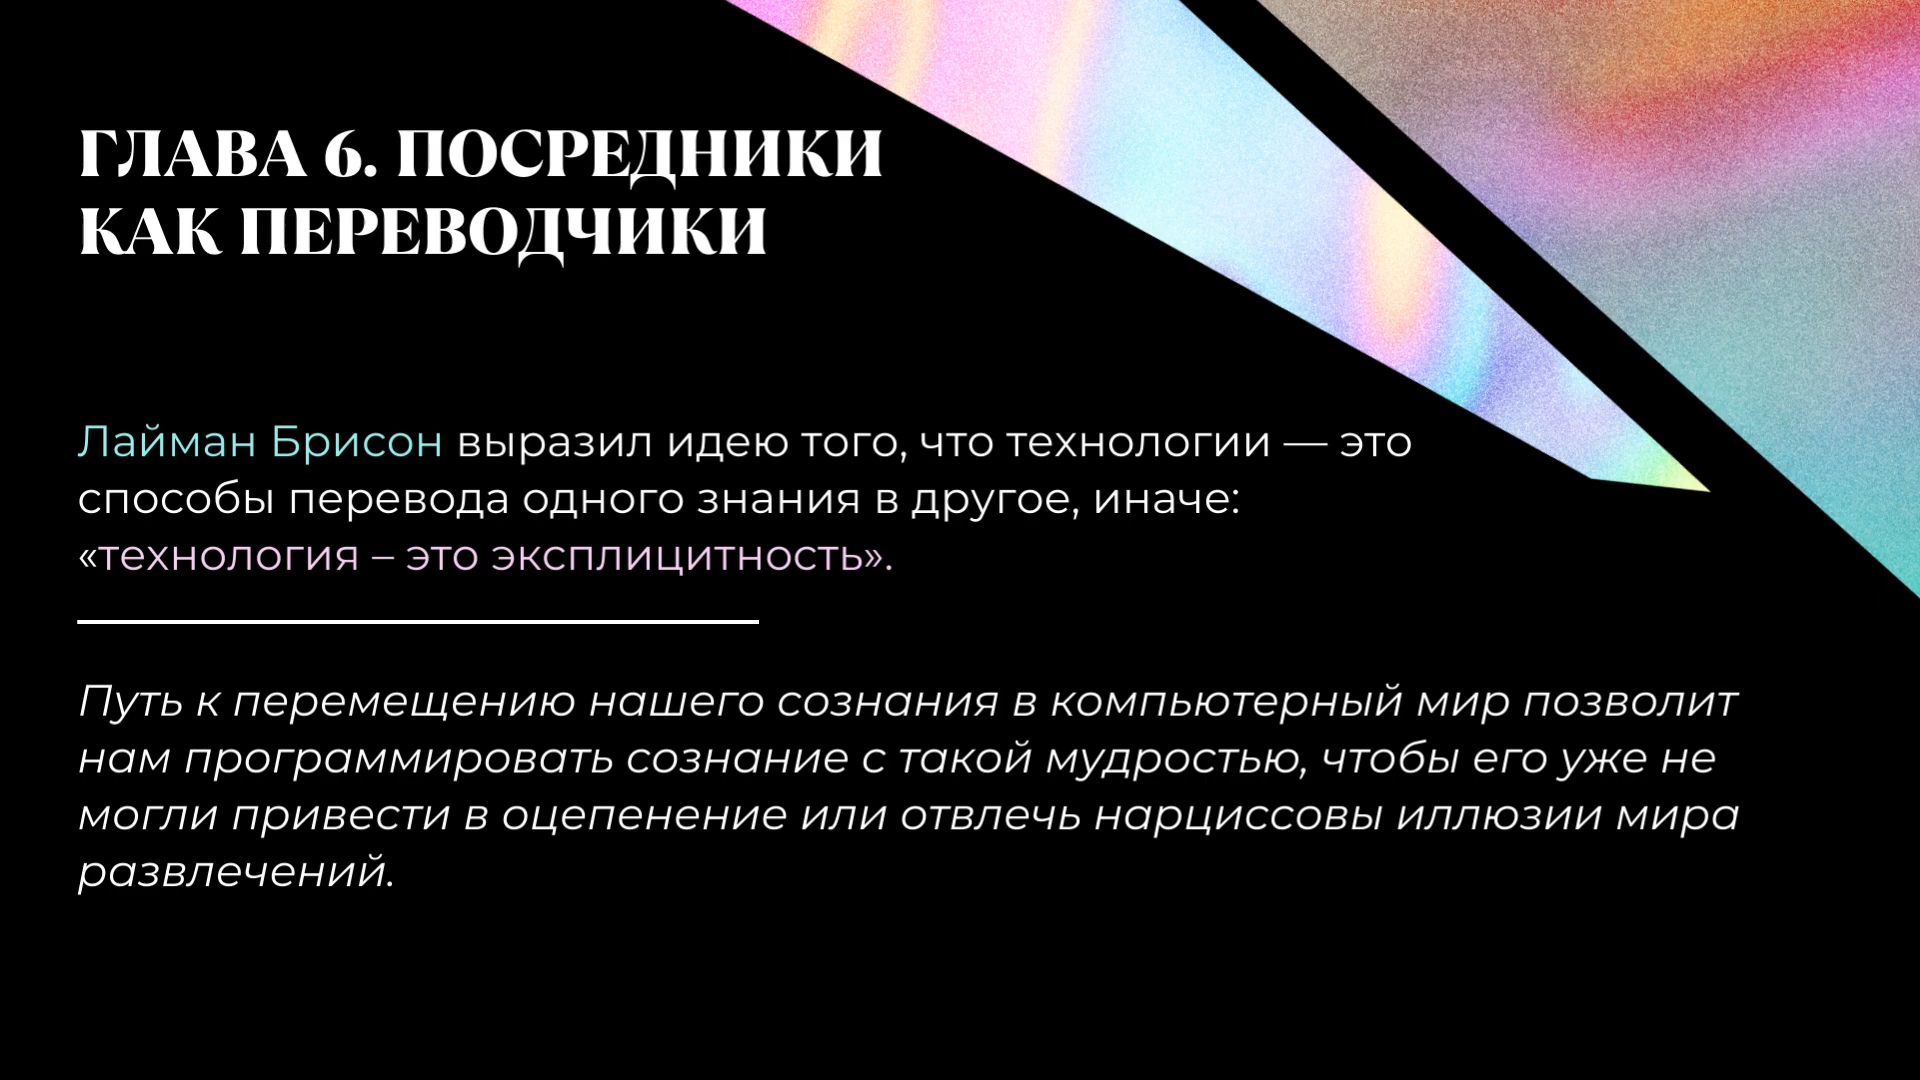 ГЛАВА 6. ПОСРЕДНИКИ
КАК ПЕРЕВОДЧИКИ
Лайман Брисон выразил идею того, что технологии — это
способы перевода одного знания в другое, иначе:
«технология – это эксплицитность».
Путь к перемещению нашего сознания в компьютерный мир позволит
нам программировать сознание с такой мудростью, чтобы его уже не
могли привести в оцепенение или отвлечь нарциссовы иллюзии мира
развлечений.